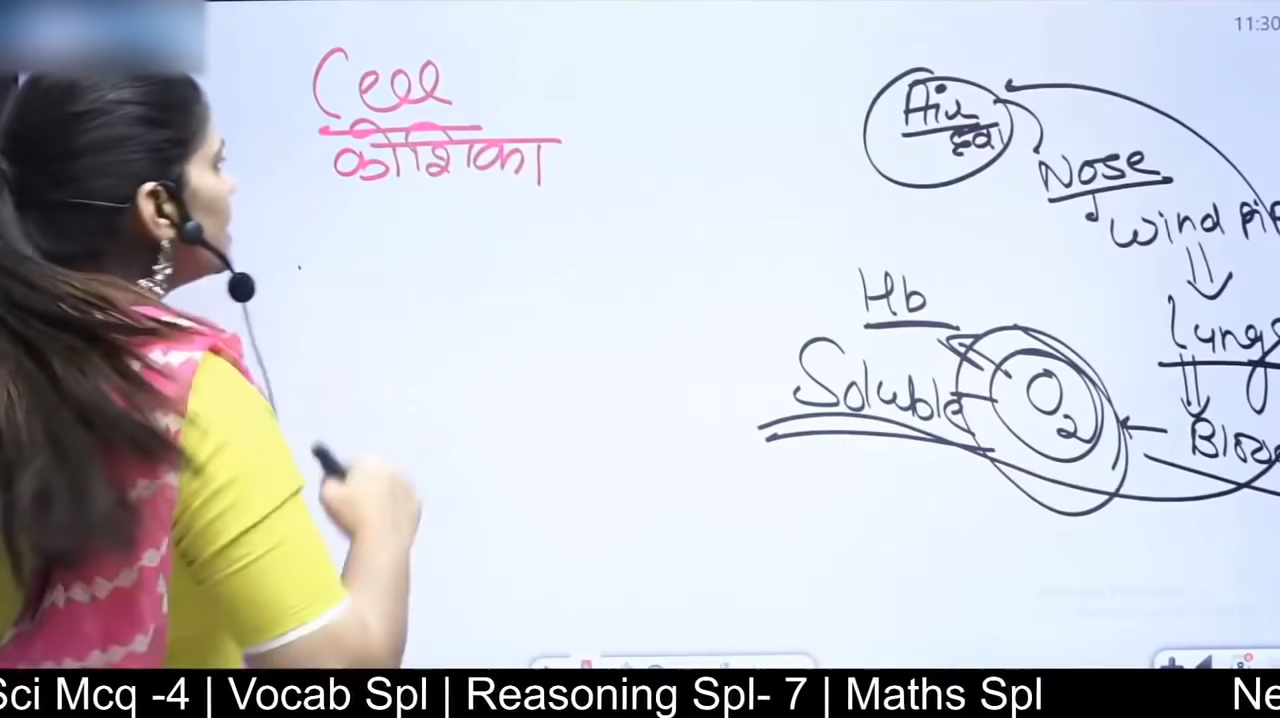 11:30
Cell
कोशिका
Air
हवा
Nose
Wind pip
Lungs
Hb
Soluble
O2
Bloo
Sci Mcq -4 | Vocab Spl | Reasoning Spl- 7 | Maths Spl Ne